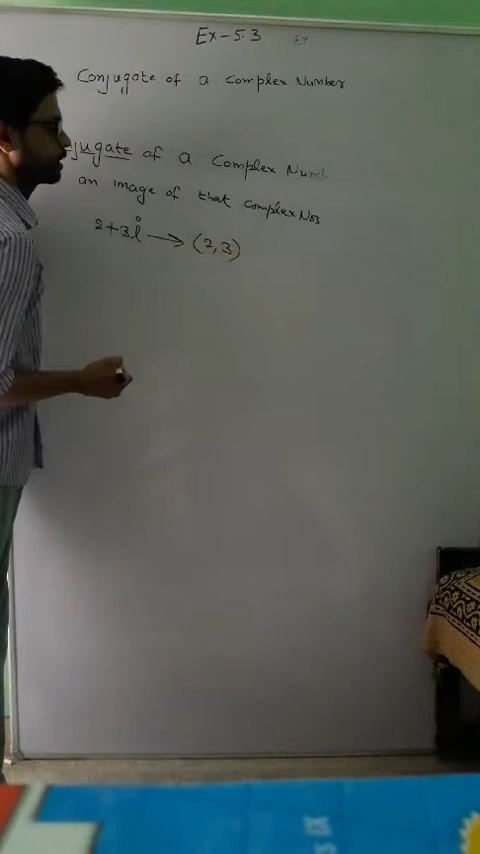 Ex-5.3
Conjugate of a Complex Number
jugate of a Complex Numb
an image of that Complex Nos
2+3i → (2,3)